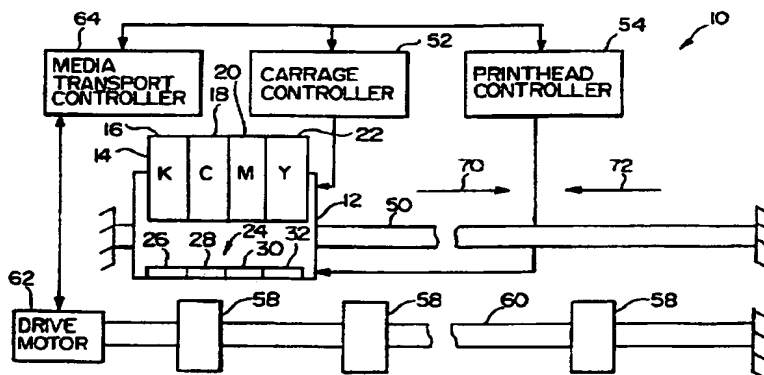 64
52
54
10
MEDIA
TRANSPORT
CONTROLLER
CARRAGE
CONTROLLER
PRINTHEAD
CONTROLLER
20
18
16
22
14
K C M Y
70
72
12
50
24
26 28 30 32
62
58
58
60
58
DRIVE
MOTOR